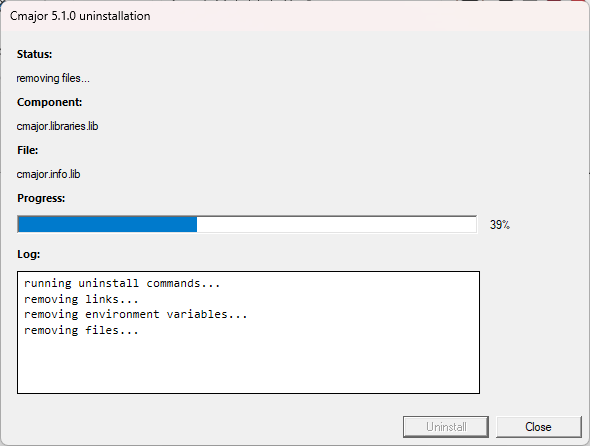 Cmajor 5.1.0 uninstallation
Status:
removing files...
Component:
cmajor.libraries.lib
File:
cmajor.info.lib
Progress:
39%
Log:
running uninstall commands...
removing links...
removing environment variables...
removing files...
Uninstall
Close